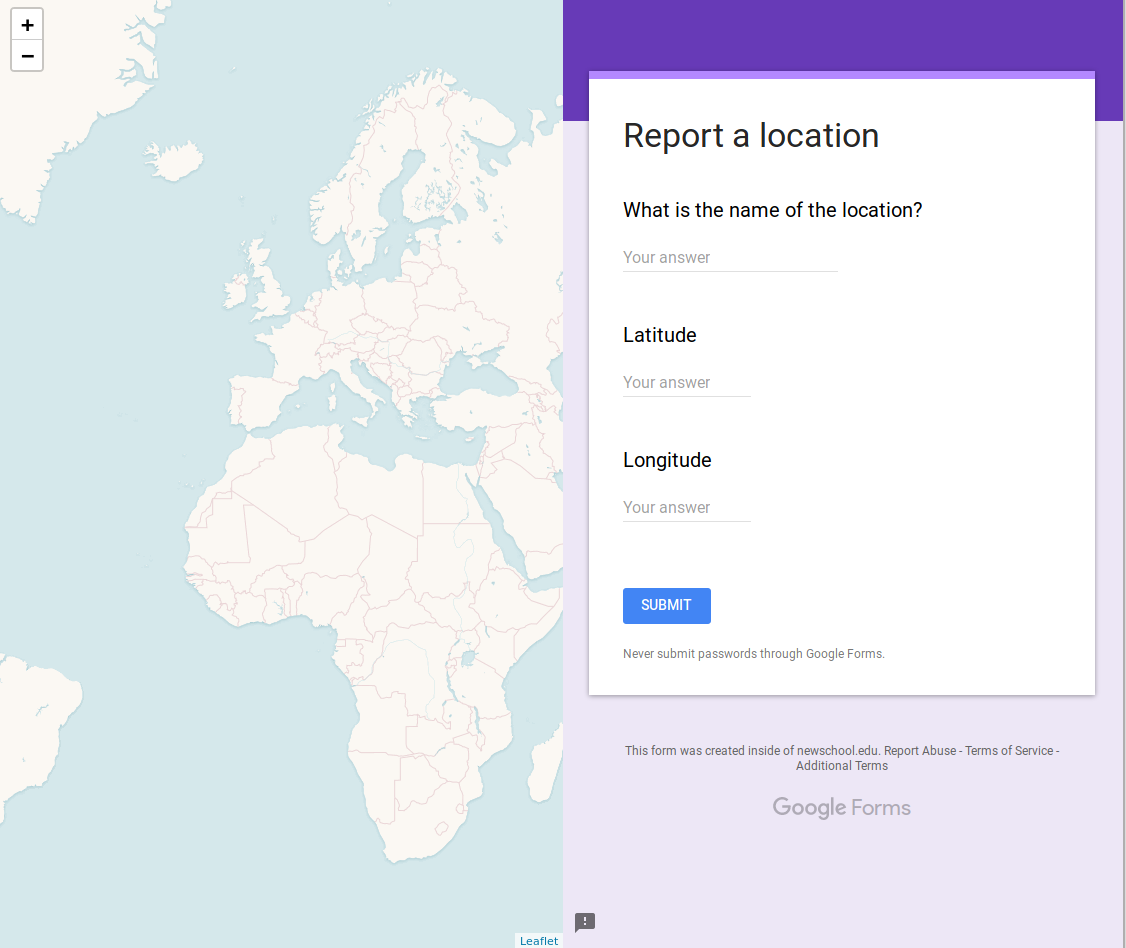 +
−
Leaflet
Report a location
What is the name of the location?
Your answer
Latitude
Your answer
Longitude
Your answer
SUBMIT
Never submit passwords through Google Forms.
This form was created inside of newschool.edu. Report Abuse - Terms of Service -
Additional Terms
Google Forms
!